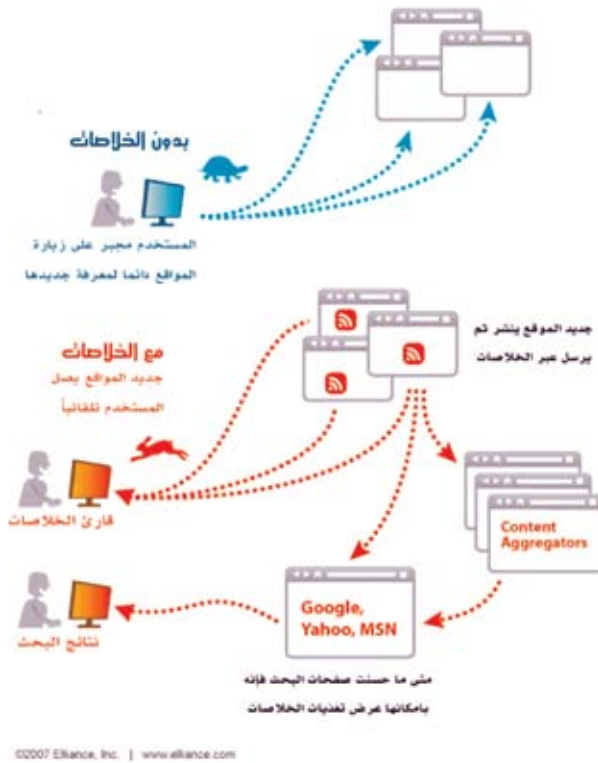 بدون الخلاصات
المستخدم مجبر على زيارة
المواقع دائما لمعرفة جديدها
جديد الموقع ينشر ثم
يرسل عبر الخلاصات
مع الخلاصات
جديد المواقع يصل
المستخدم تلقائياً
قارئ الخلاصات
Content
Aggregators
Google,
Yahoo, MSN
نتائج البحث
متى ما حسنت صفحات البحث فإنه
بامكانها عرض تغذيات الخلاصات
©2007 Elliance, Inc. | www.elliance.com